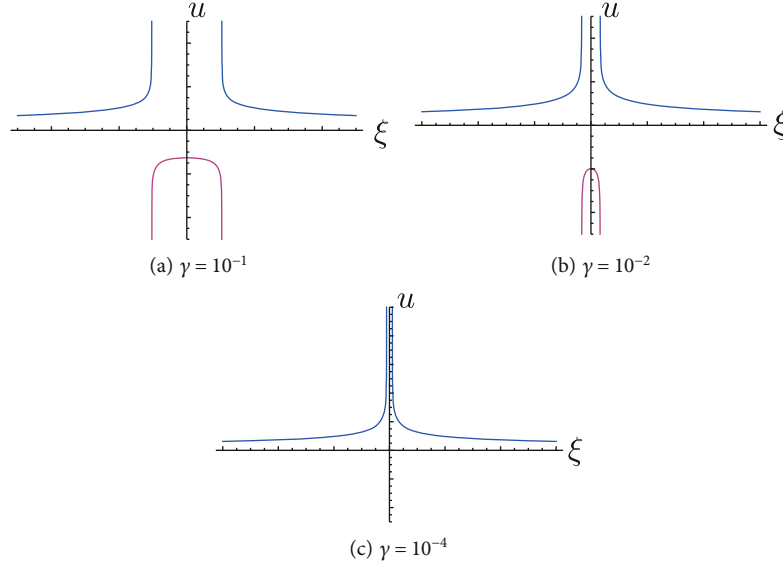 u
ξ
(a) γ = 10⁻¹
u
ξ
(b) γ = 10⁻²
u
ξ
(c) γ = 10⁻⁴